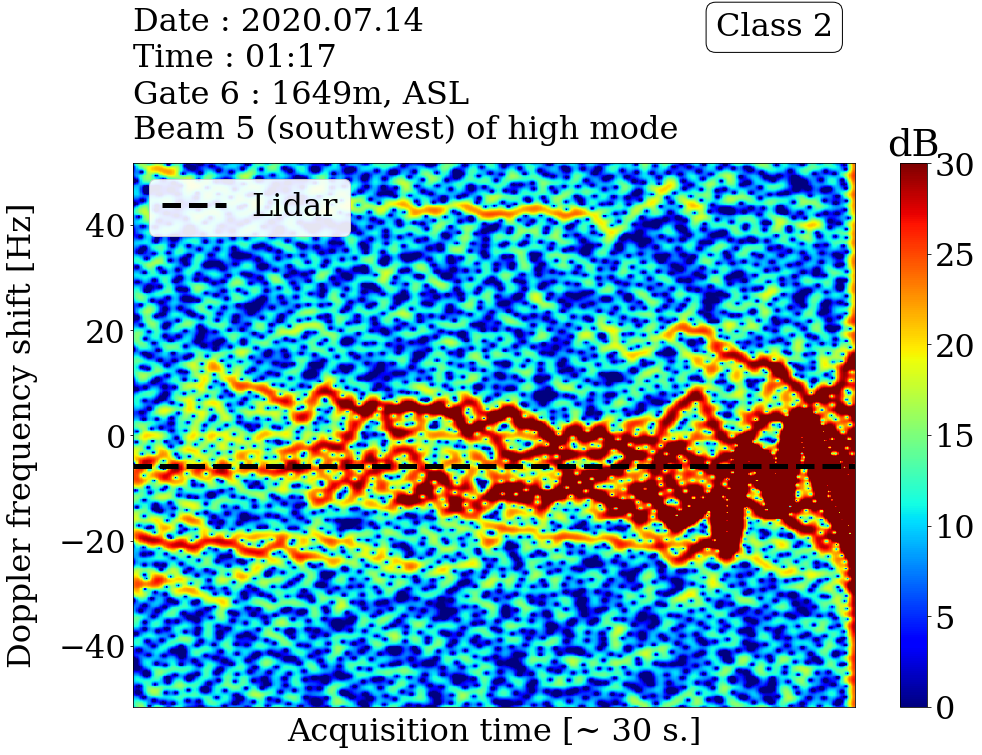 Date : 2020.07.14
Time : 01:17
Gate 6 : 1649m, ASL
Beam 5 (southwest) of high mode
Class 2
dB
Lidar
Doppler frequency shift [Hz]
40
20
0
−20
−40
Acquisition time [~ 30 s.]
30
25
20
15
10
5
0